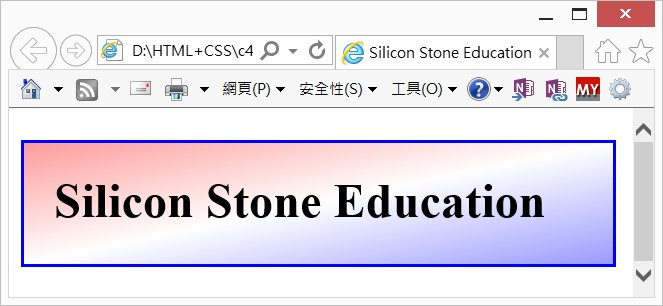 D:\HTML+CSS\c4
Silicon Stone Education
網頁(P) 安全性(S) 工具(O) ? N N MY
Silicon Stone Education